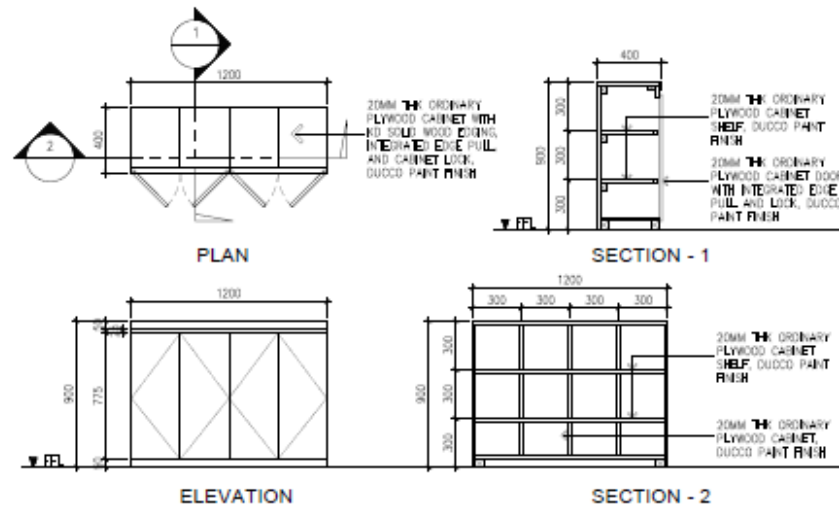 1
1200
400
2
20MM THK ORDINARY
PLYWOOD CABINET WITH
KD SOLID WOOD EDGING,
INTEGRATED EDGE PULL
AND CABINET LOCK,
DUCCO PAINT FINISH
PLAN
400
300
300
300
900
FFL
20MM THK ORDINARY
PLYWOOD CABINET
SHELF, DUCCO PAINT
FINISH
20MM THK ORDINARY
PLYWOOD CABINET DOOR
WITH INTEGRATED EDGE
PULL AND LOCK, DUCCO
PAINT FINISH
SECTION - 1
1200
50
775
900
50
FFL
ELEVATION
1200
300 300 300 300
300
300
300
900
20MM THK ORDINARY
PLYWOOD CABINET
SHELF, DUCCO PAINT
FINISH
20MM THK ORDINARY
PLYWOOD CABINET,
DUCCO PAINT FINISH
SECTION - 2